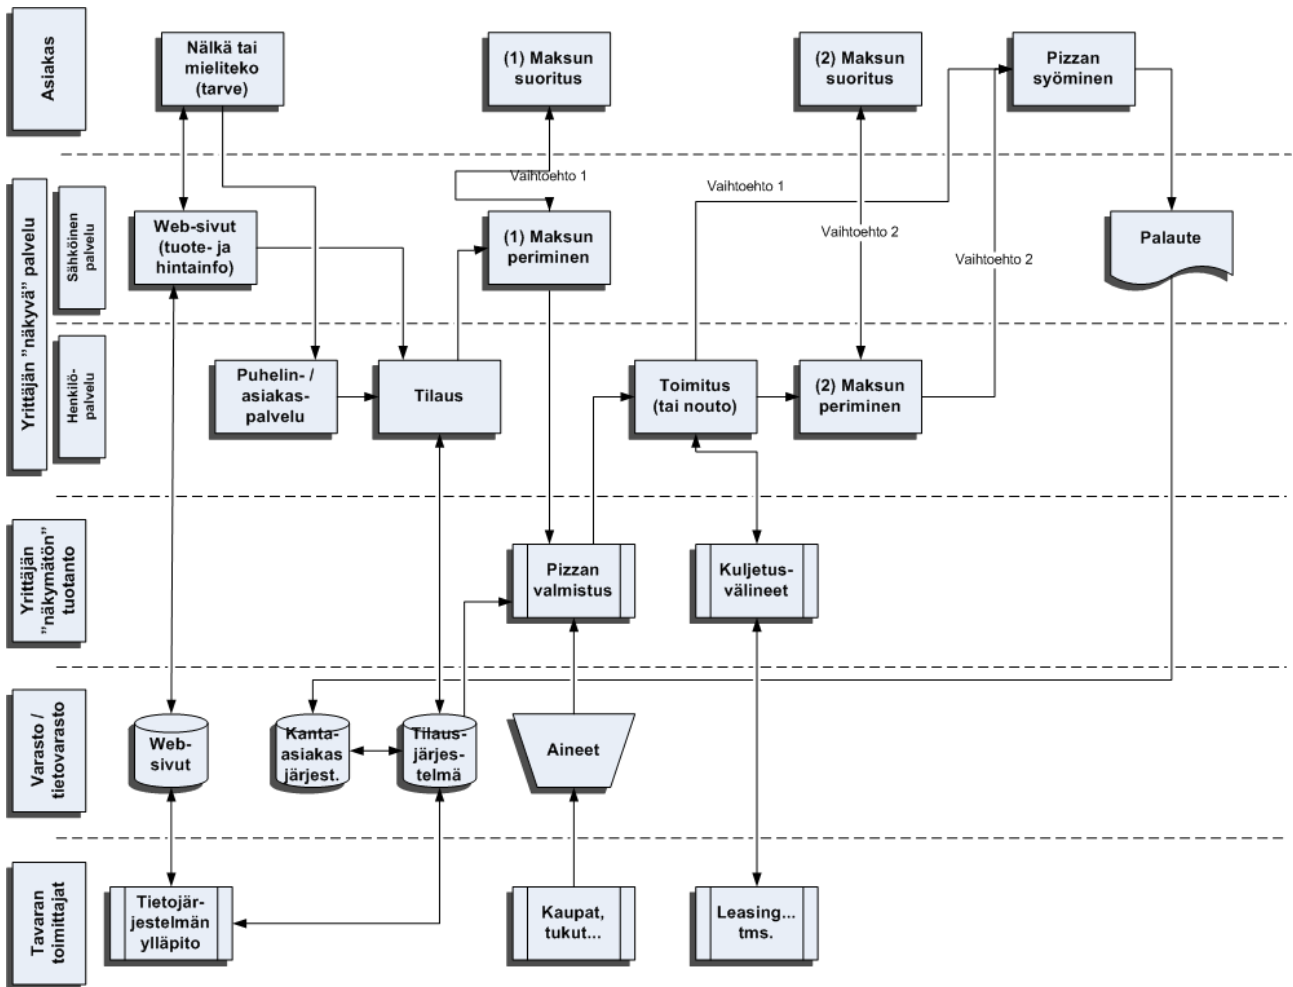 Asiakas
Nälkä tai
mieliteko
(tarve)
(1) Maksun
suoritus
(2) Maksun
suoritus
Pizzan
syöminen
Yrittäjän ”näkyvä” palvelu
Sähköinen
palvelu
Web-sivut
(tuote- ja
hintainfo)
Vaihtoehto 1
(1) Maksun
periminen
Vaihtoehto 1
Vaihtoehto 2
Vaihtoehto 2
Palaute
Henkilö-
palvelu
Puhelin- /
asiakas-
palvelu
Tilaus
Toimitus
(tai nouto)
(2) Maksun
periminen
Yrittäjän
”näkymätön”
tuotanto
Pizzan
valmistus
Kuljetus-
välineet
Varasto /
tietovarasto
Web-
sivut
Kanta-
asiakas
järjest.
Tilaus-
järjes-
telmä
Aineet
Tavaran
toimittajat
Tietojär-
jestelmän
ylläpito
Kaupat,
tukut...
Leasing...
tms.